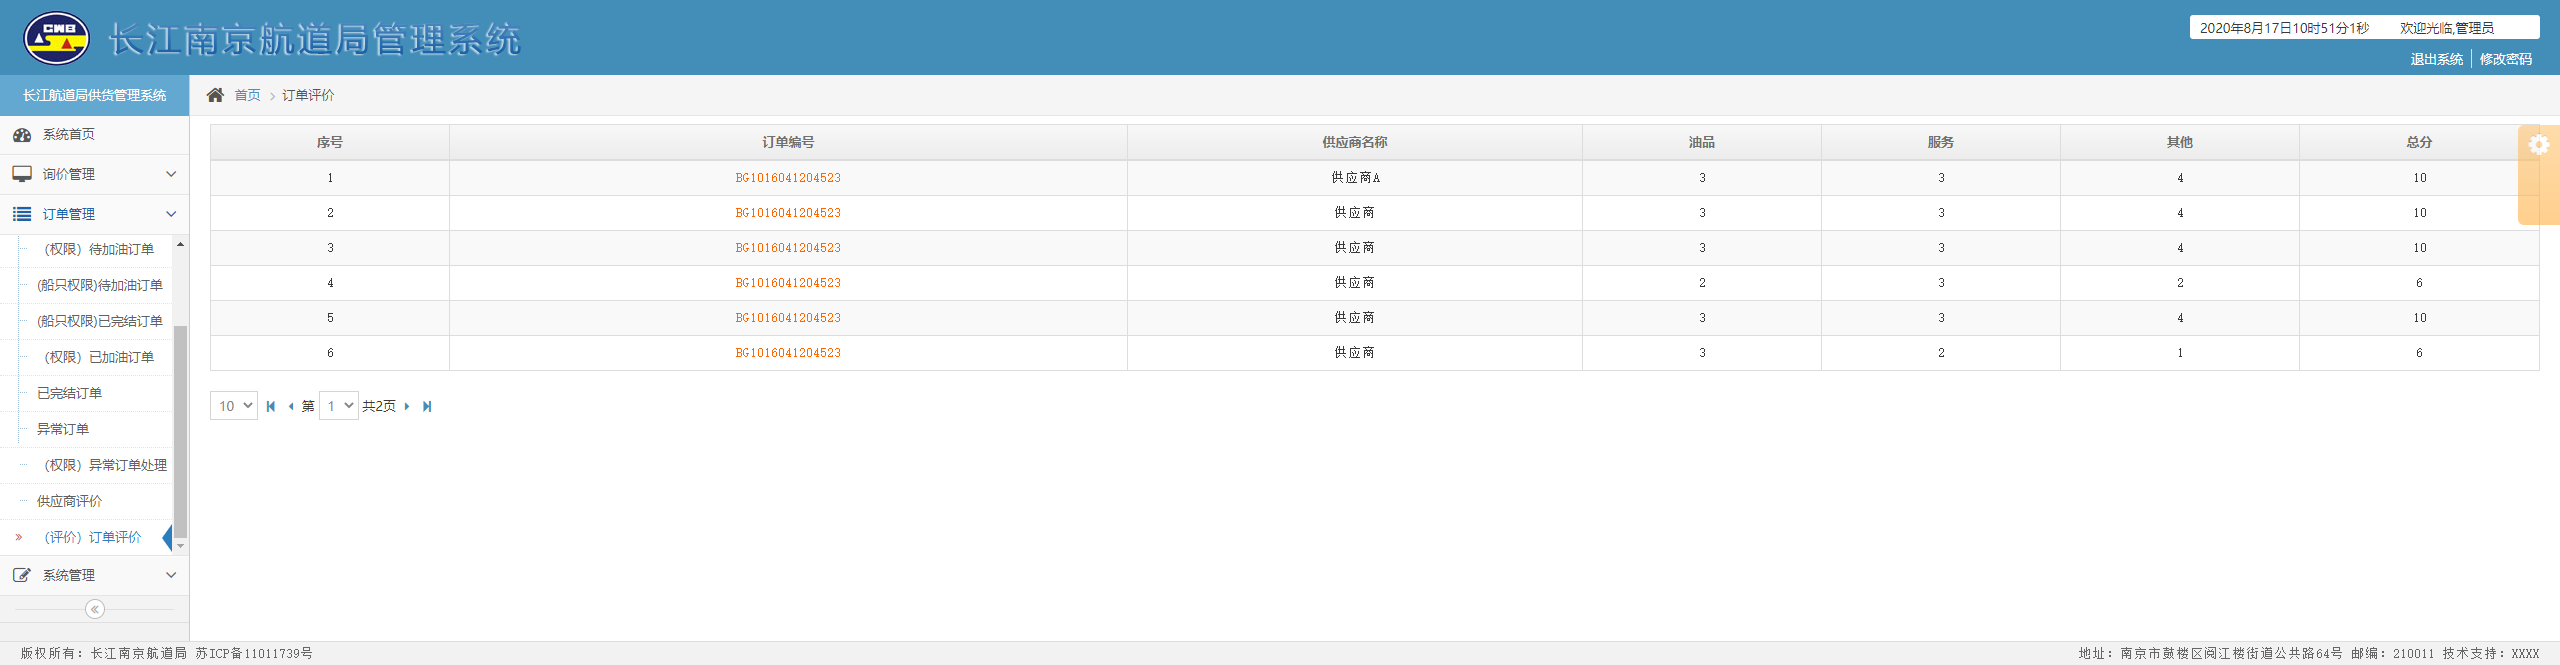 CWB
长江南京航道局管理系统
2020年8月17日10时51分1秒 欢迎光临,管理员
退出系统 修改密码
长江航道局供货管理系统
首页 订单评价
系统首页
询价管理
订单管理
（权限）待加油订单
(船只权限)待加油订单
(船只权限)已完结订单
（权限）已加油订单
已完结订单
异常订单
（权限）异常订单处理
供应商评价
（评价）订单评价
系统管理
序号 订单编号 供应商名称 油品 服务 其他 总分
1 BG1016041204523 供应商A 3 3 4 10
2 BG1016041204523 供应商 3 3 4 10
3 BG1016041204523 供应商 3 3 4 10
4 BG1016041204523 供应商 2 3 2 6
5 BG1016041204523 供应商 3 3 4 10
6 BG1016041204523 供应商 3 2 1 6
10 第 1 共2页
版权所有：长江南京航道局 苏ICP备11011739号
地址：南京市鼓楼区阅江楼街道公共路64号 邮编：210011 技术支持：XXXX